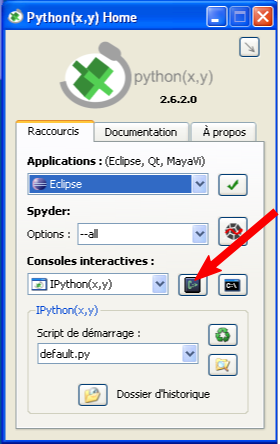 Python(x,y) Home
python(x,y)
2.6.2.0
Raccourcis Documentation À propos
Applications : (Eclipse, Qt, MayaVi)
Eclipse
Spyder:
Options : --all
Consoles interactives :
IPython(x,y) C:\
IPython(x,y)
Script de démarrage :
default.py
Dossier d'historique